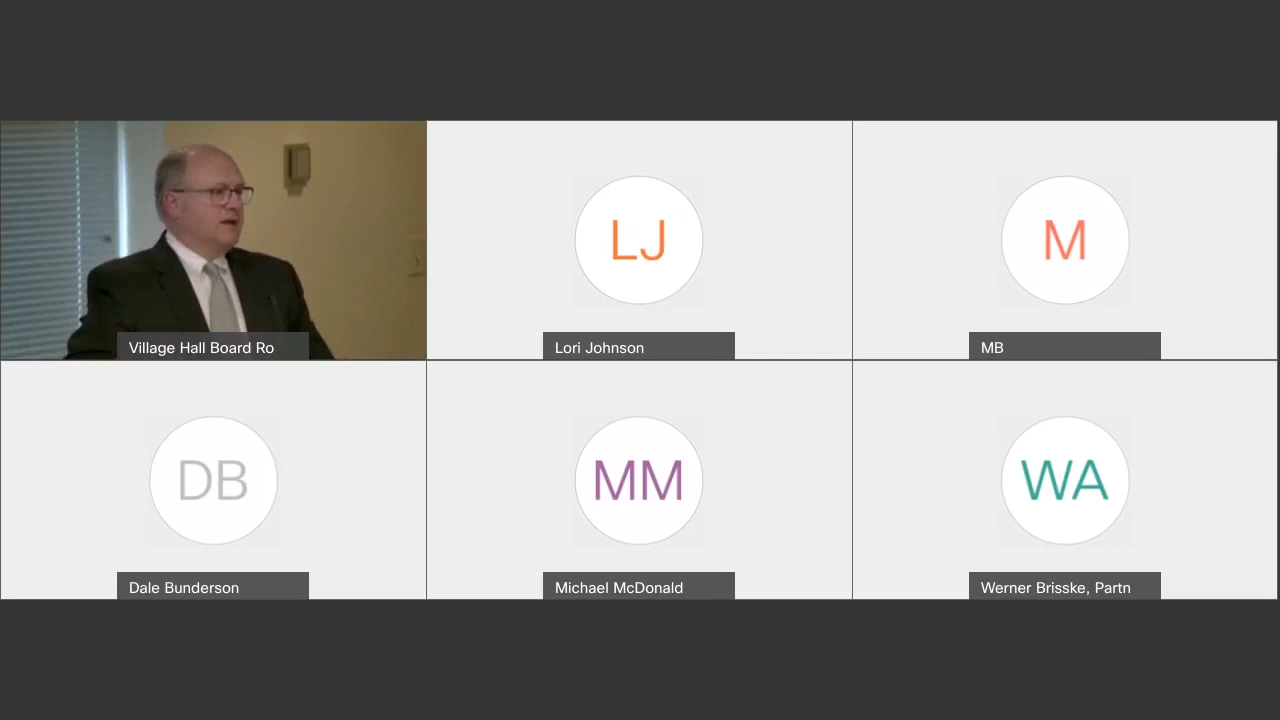 LJ
M
Village Hall Board Ro
Lori Johnson
MB
DB
MM
WA
Dale Bunderson
Michael McDonald
Werner Brisske, Partn